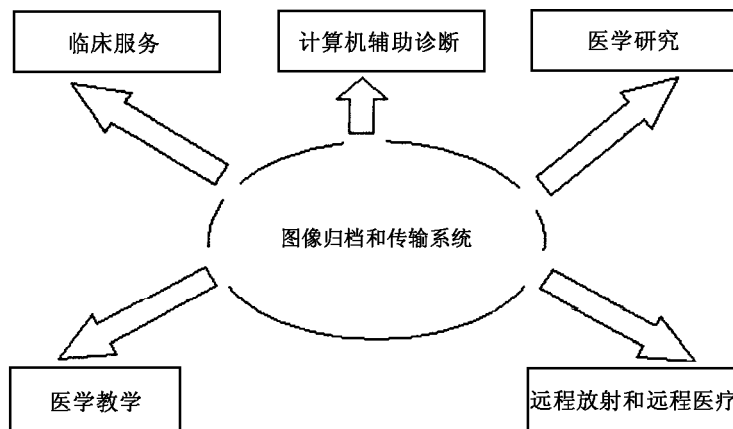 临床服务
计算机辅助诊断
医学研究
图像归档和传输系统
医学教学
远程放射和远程医疗